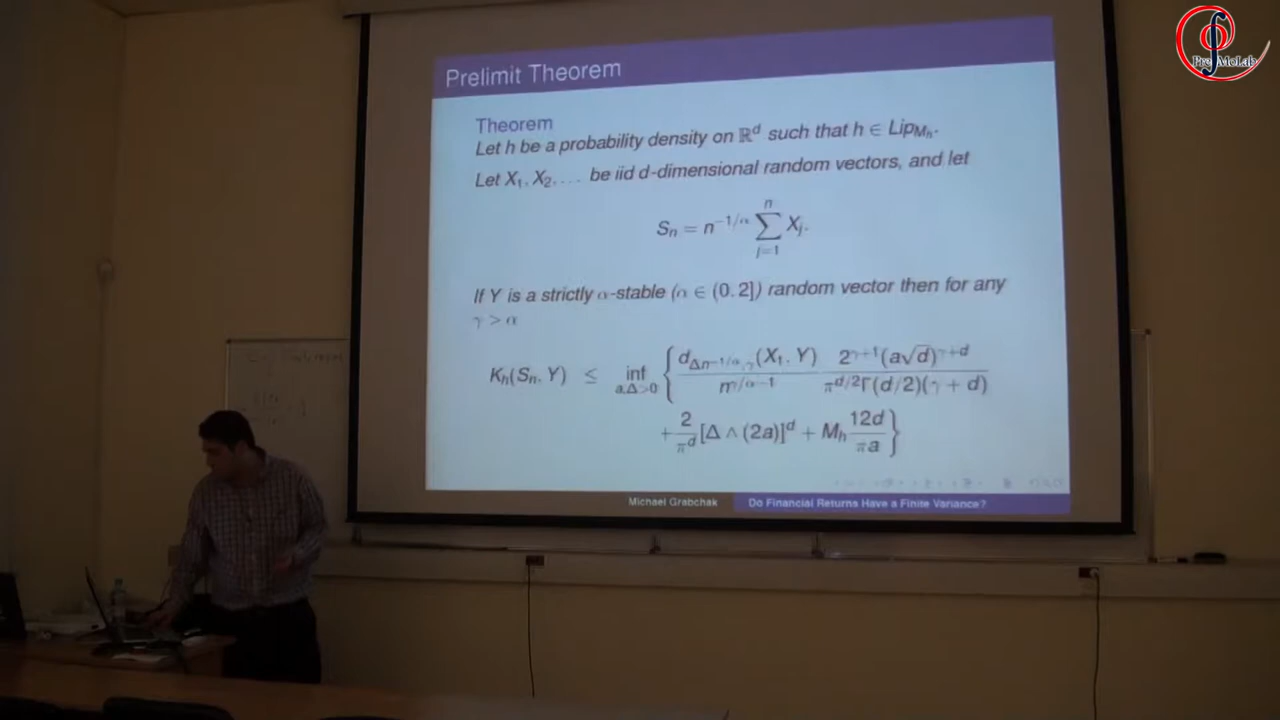 PreMoLab
Prelimit Theorem
Theorem
Let h be a probability density on ℝ^d such that h ∈ Lip_{M_h}.
Let X_1, X_2, .... be iid d-dimensional random vectors, and let
S_n = n^{-1/α} ∑_{j=1}^{n} X_j.
If Y is a strictly α-stable (α ∈ (0, 2]) random vector then for any
γ > α
K_h(S_n, Y) ≤ inf_{a,Δ>0} { d_{Δn^{-1/α},γ}(X_1, Y) / n^{γ/α-1} 2^{γ+1}(a√d)^{γ+d} / π^{d/2}Γ(d/2)(γ + d)
+ 2/π^d [Δ ∧ (2a)]^d + M_h 12d/πa }
Michael Grabchak Do Financial Returns Have a Finite Variance?